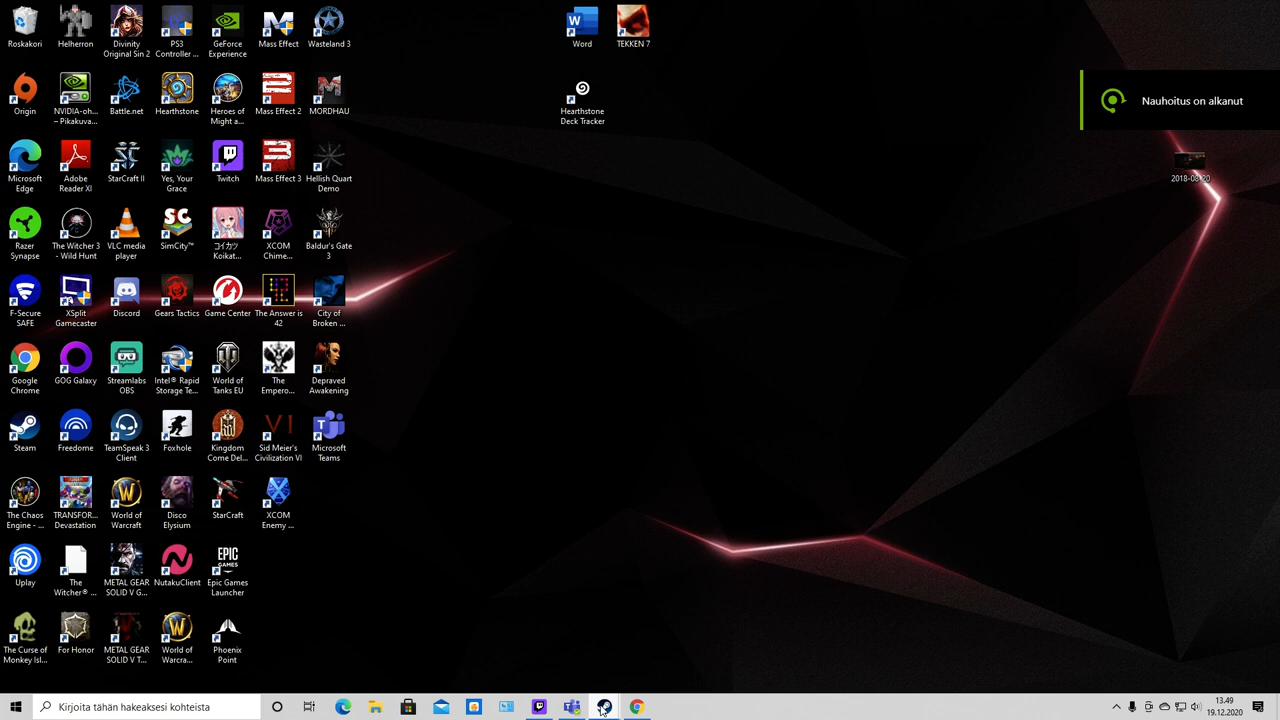 Roskakori
Helherron
Divinity
Original Sin 2
PS3
Controller ...
GeForce
Experience
Mass Effect
Wasteland 3
Word
TEKKEN 7
Origin
NVIDIA-oh...
– Pikakuva...
Battle.net
Hearthstone
Heroes of
Might a...
Mass Effect 2
MORDHAU
Hearthstone
Deck Tracker
Nauhoitus on alkanut
Microsoft
Edge
Adobe
Reader XI
StarCraft II
Yes, Your
Grace
Twitch
Mass Effect 3
Hellish Quart
Demo
2018-08-20
Razer
Synapse
The Witcher 3
- Wild Hunt
VLC media
player
SimCity™
コイカツ
Koikat...
XCOM
Chime...
Baldur's Gate
3
F-Secure
SAFE
XSplit
Gamecaster
Discord
Gears Tactics
Game Center
The Answer is
42
City of
Broken ...
Google
Chrome
GOG Galaxy
Streamlabs
OBS
Intel® Rapid
Storage Te...
World of
Tanks EU
The
Empero...
Depraved
Awakening
Steam
Freedome
TeamSpeak 3
Client
Foxhole
Kingdom
Come Del...
VI
Sid Meier's
Civilization VI
Microsoft
Teams
The Chaos
Engine - ...
TRANSFOR...
Devastation
World of
Warcraft
Disco
Elysium
StarCraft
XCOM
Enemy ...
Uplay
The
Witcher® ...
METAL GEAR
SOLID V G...
NutakuClient
EPIC
GAMES
Epic Games
Launcher
The Curse of
Monkey Isl...
For Honor
METAL GEAR
SOLID V T...
World of
Warcra...
Phoenix
Point
Kirjoita tähän hakeaksesi kohteista
13.49
19.12.2020